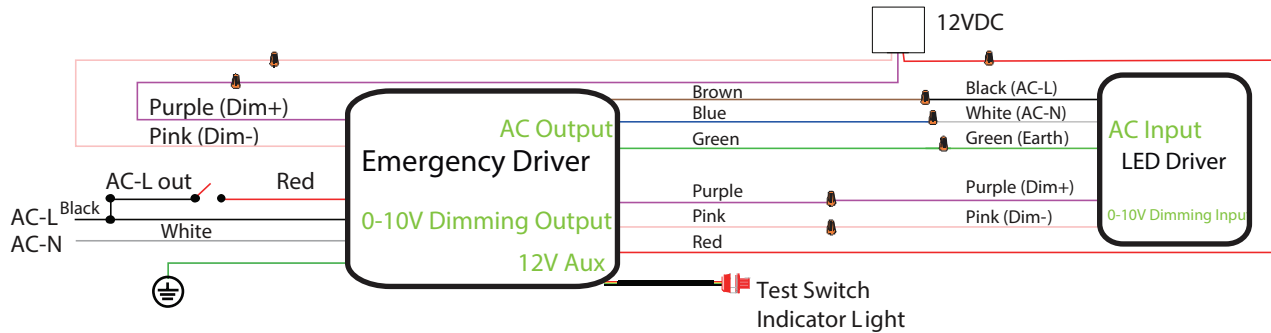 12VDC
Purple (Dim+)
Pink (Dim-)
Brown
Black (AC-L)
Blue
White (AC-N)
Green
Green (Earth)
AC Output
Emergency Driver
AC Input
LED Driver
AC-L out
Red
Purple
Purple (Dim+)
AC-L
Black
0-10V Dimming Output
Pink
Pink (Dim-)
0-10V Dimming Input
AC-N
White
Red
12V Aux
Test Switch
Indicator Light